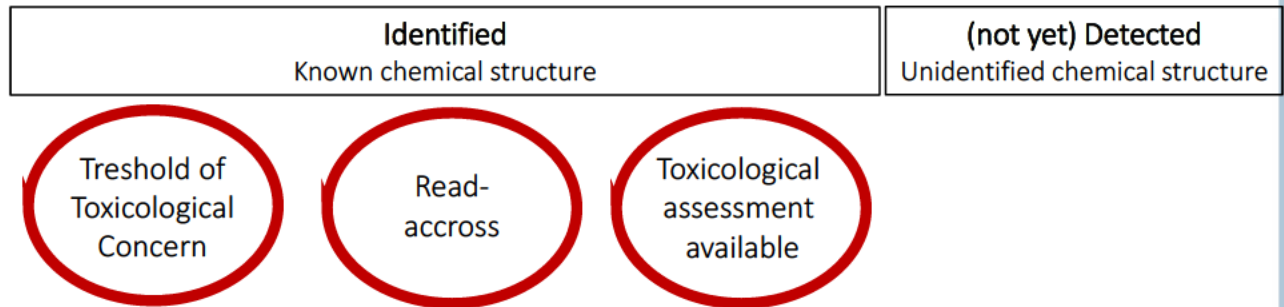 Identified
Known chemical structure
(not yet) Detected
Unidentified chemical structure
Treshold of
Toxicological
Concern
Read-
accross
Toxicological
assessment
available